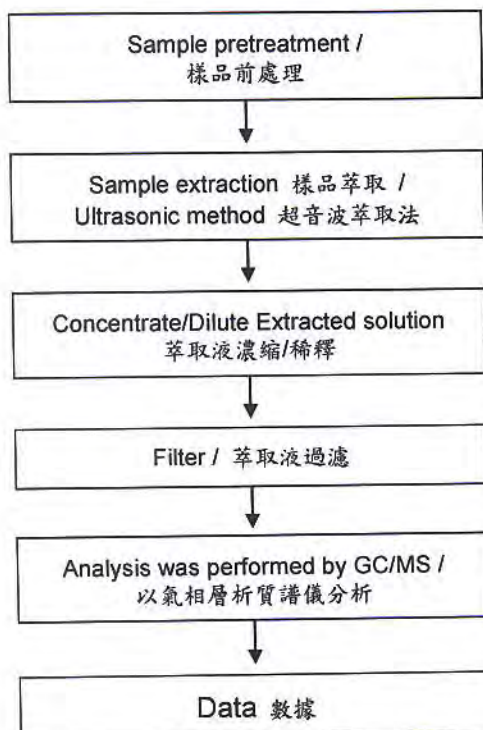 Sample pretreatment /
樣品前處理
Sample extraction 樣品萃取 /
Ultrasonic method 超音波萃取法
Concentrate/Dilute Extracted solution
萃取液濃縮/稀釋
Filter / 萃取液過濾
Analysis was performed by GC/MS /
以氣相層析質譜儀分析
Data 數據